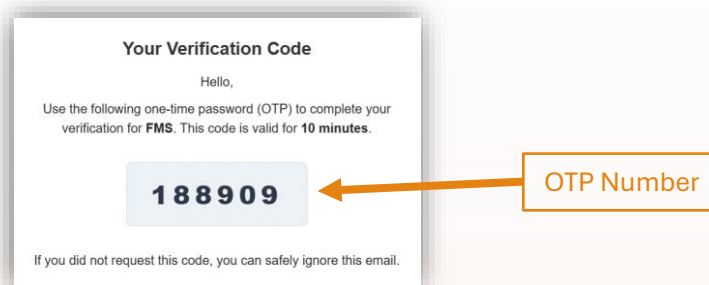 Your Verification Code
Hello,
Use the following one-time password (OTP) to complete your
verification for FMS. This code is valid for 10 minutes.
188909
OTP Number
If you did not request this code, you can safely ignore this email.